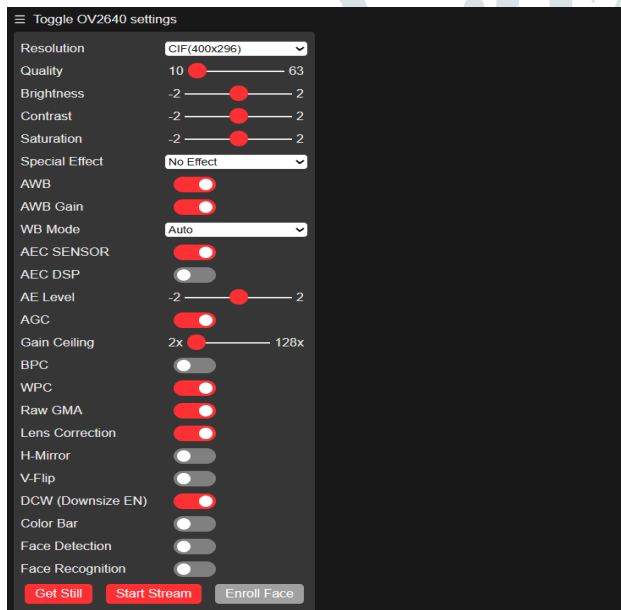 ☰ Toggle OV2640 settings
Resolution CIF(400x296)
Quality 10 63
Brightness -2 2
Contrast -2 2
Saturation -2 2
Special Effect No Effect
AWB
AWB Gain
WB Mode Auto
AEC SENSOR
AEC DSP
AE Level -2 2
AGC
Gain Ceiling 2x 128x
BPC
WPC
Raw GMA
Lens Correction
H-Mirror
V-Flip
DCW (Downsize EN)
Color Bar
Face Detection
Face Recognition
Get Still Start Stream Enroll Face